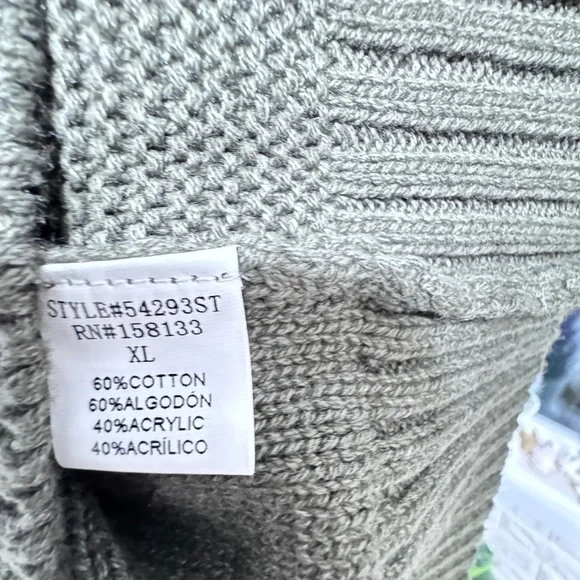 STYLE#54293ST
RN#158133
XL
60%COTTON
60%ALGODÓN
40%ACRYLIC
40%ACRÍLICO